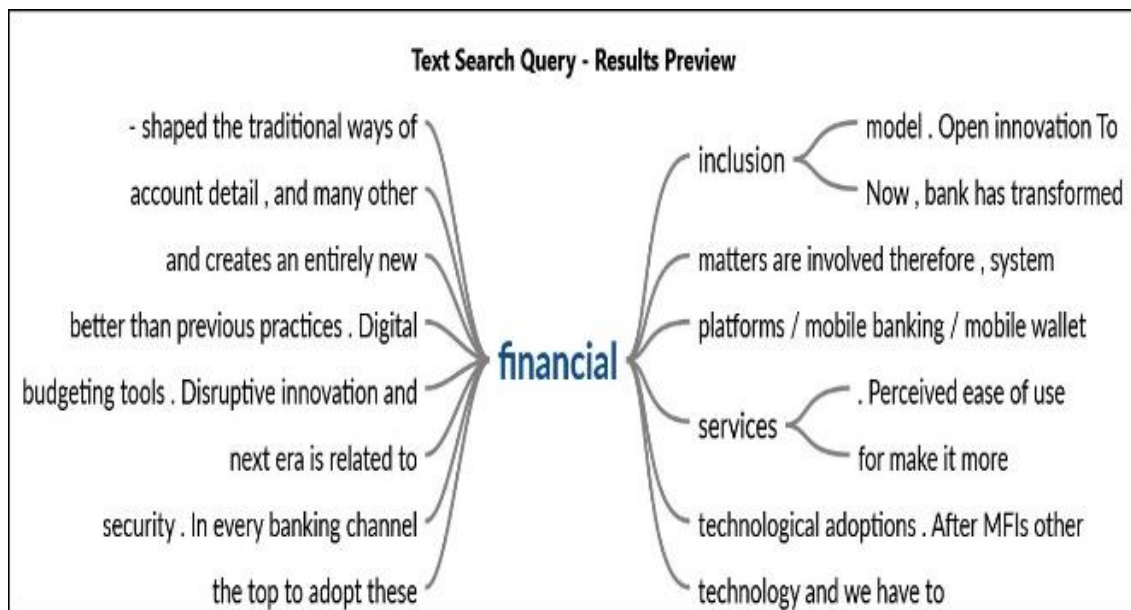 Text Search Query - Results Preview
- shaped the traditional ways of
account detail , and many other
and creates an entirely new
better than previous practices . Digital
budgeting tools . Disruptive innovation and
next era is related to
security . In every banking channel
the top to adopt these
financial
inclusion
model . Open innovation To
Now , bank has transformed
matters are involved therefore , system
platforms / mobile banking / mobile wallet
services
. Perceived ease of use
for make it more
technological adoptions . After MFIs other
technology and we have to